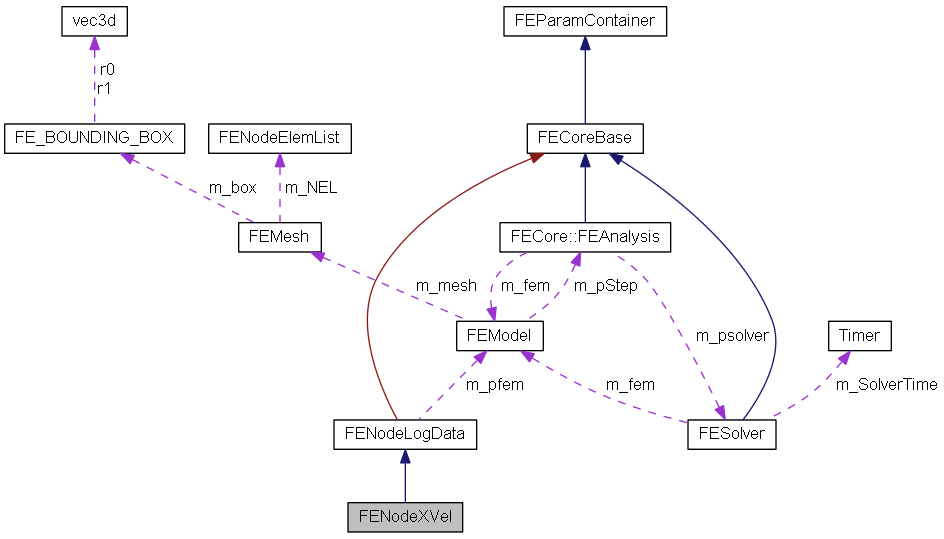 vec3d
FEParamContainer
r0
r1
FE_BOUNDING_BOX
FENodeElemList
FECoreBase
m_box
m_NEL
FEMesh
FECore::FEAnalysis
m_mesh
m_fem
m_pStep
FEModel
m_psolver
Timer
m_pfem
m_fem
m_SolverTime
FENodeLogData
FESolver
FENodeXVel